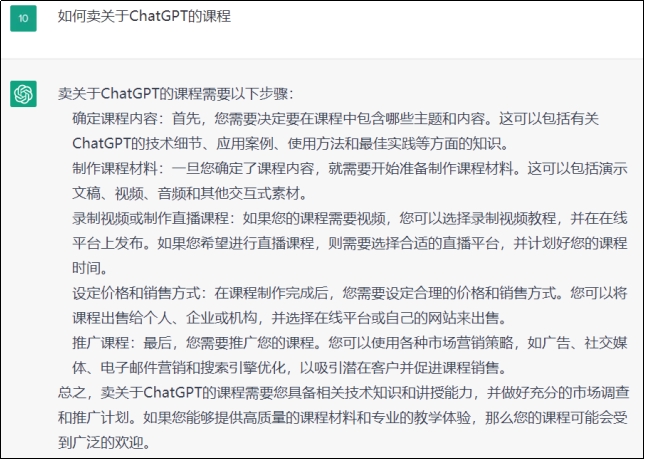 10
如何卖关于ChatGPT的课程
卖关于ChatGPT的课程需要以下步骤：
确定课程内容：首先，您需要决定要在课程中包含哪些主题和内容。这可以包括有关
ChatGPT的技术细节、应用案例、使用方法和最佳实践等方面的知识。
制作课程材料：一旦您确定了课程内容，就需要开始准备制作课程材料。这可以包括演示
文稿、视频、音频和其他交互式素材。
录制视频或制作直播课程：如果您的课程需要视频，您可以选择录制视频教程，并在在线
平台上发布。如果您希望进行直播课程，则需要选择合适的直播平台，并计划好您的课程
时间。
设定价格和销售方式：在课程制作完成后，您需要设定合理的价格和销售方式。您可以将
课程出售给个人、企业或机构，并选择在线平台或自己的网站来出售。
推广课程：最后，您需要推广您的课程。您可以使用各种市场营销策略，如广告、社交媒
体、电子邮件营销和搜索引擎优化，以吸引潜在客户并促进课程销售。
总之，卖关于ChatGPT的课程需要您具备相关技术知识和讲授能力，并做好充分的市场调查
和推广计划。如果您能够提供高质量的课程材料和专业的教学体验，那么您的课程可能会受
到广泛的欢迎。